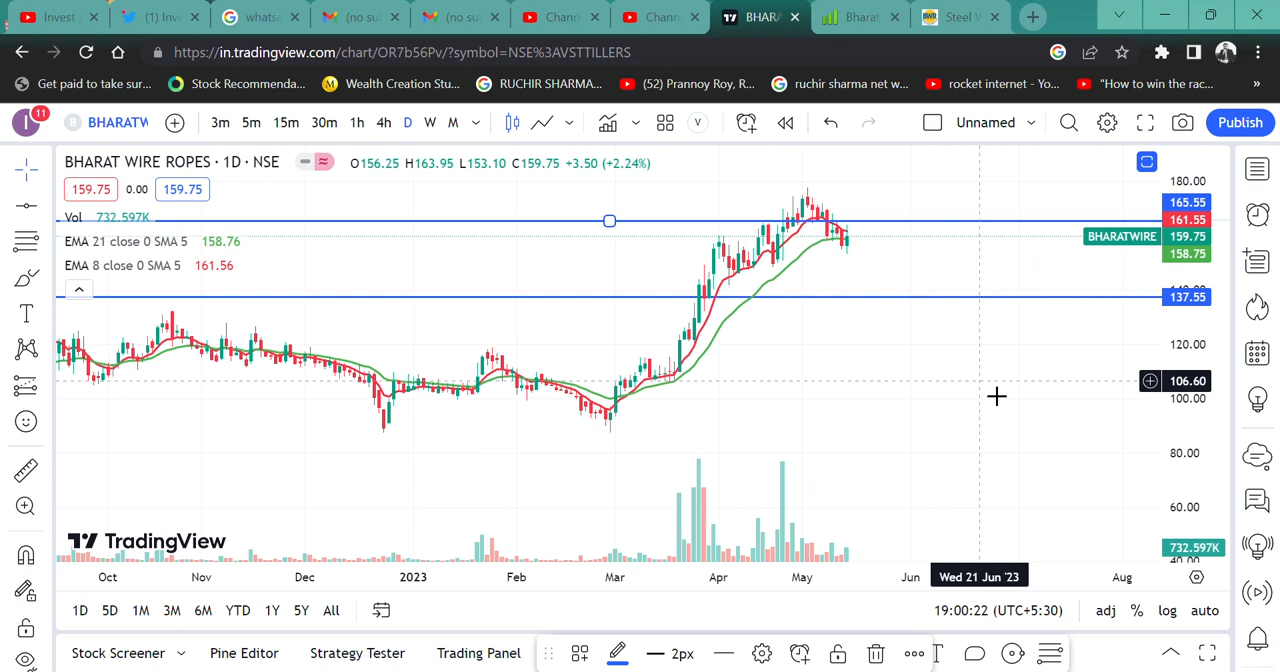 Invest
(1) Inv
whats
(no su
(no su
Chann
Chann
BHAR
Bharat
BWR Steel W
https://in.tradingview.com/chart/OR7b56Pv/?symbol=NSE%3AVSTTILLERS
Get paid to take sur...
Stock Recommenda...
Wealth Creation Stu...
RUCHIR SHARMA...
(52) Prannoy Roy, R...
ruchir sharma net w...
rocket internet - Yo...
"How to win the rac...
»
I 11 B BHARATW 3m 5m 15m 30m 1h 4h D W M V Unnamed Publish
BHARAT WIRE ROPES · 1D · NSE O156.25 H163.95 L153.10 C159.75 +3.50 (+2.24%)
159.75 0.00 159.75
Vol 732.597K
EMA 21 close 0 SMA 5 158.76
EMA 8 close 0 SMA 5 161.56
180.00
165.55
161.55
BHARATWIRE 159.75
158.75
140.00
137.55
120.00
106.60
100.00
80.00
60.00
732.597K
40.00
TradingView
Oct Nov Dec 2023 Feb Mar Apr May Jun Wed 21 Jun '23 Aug
1D 5D 1M 3M 6M YTD 1Y 5Y All 19:00:22 (UTC+5:30) adj % log auto
Stock Screener Pine Editor Strategy Tester Trading Panel 2px T